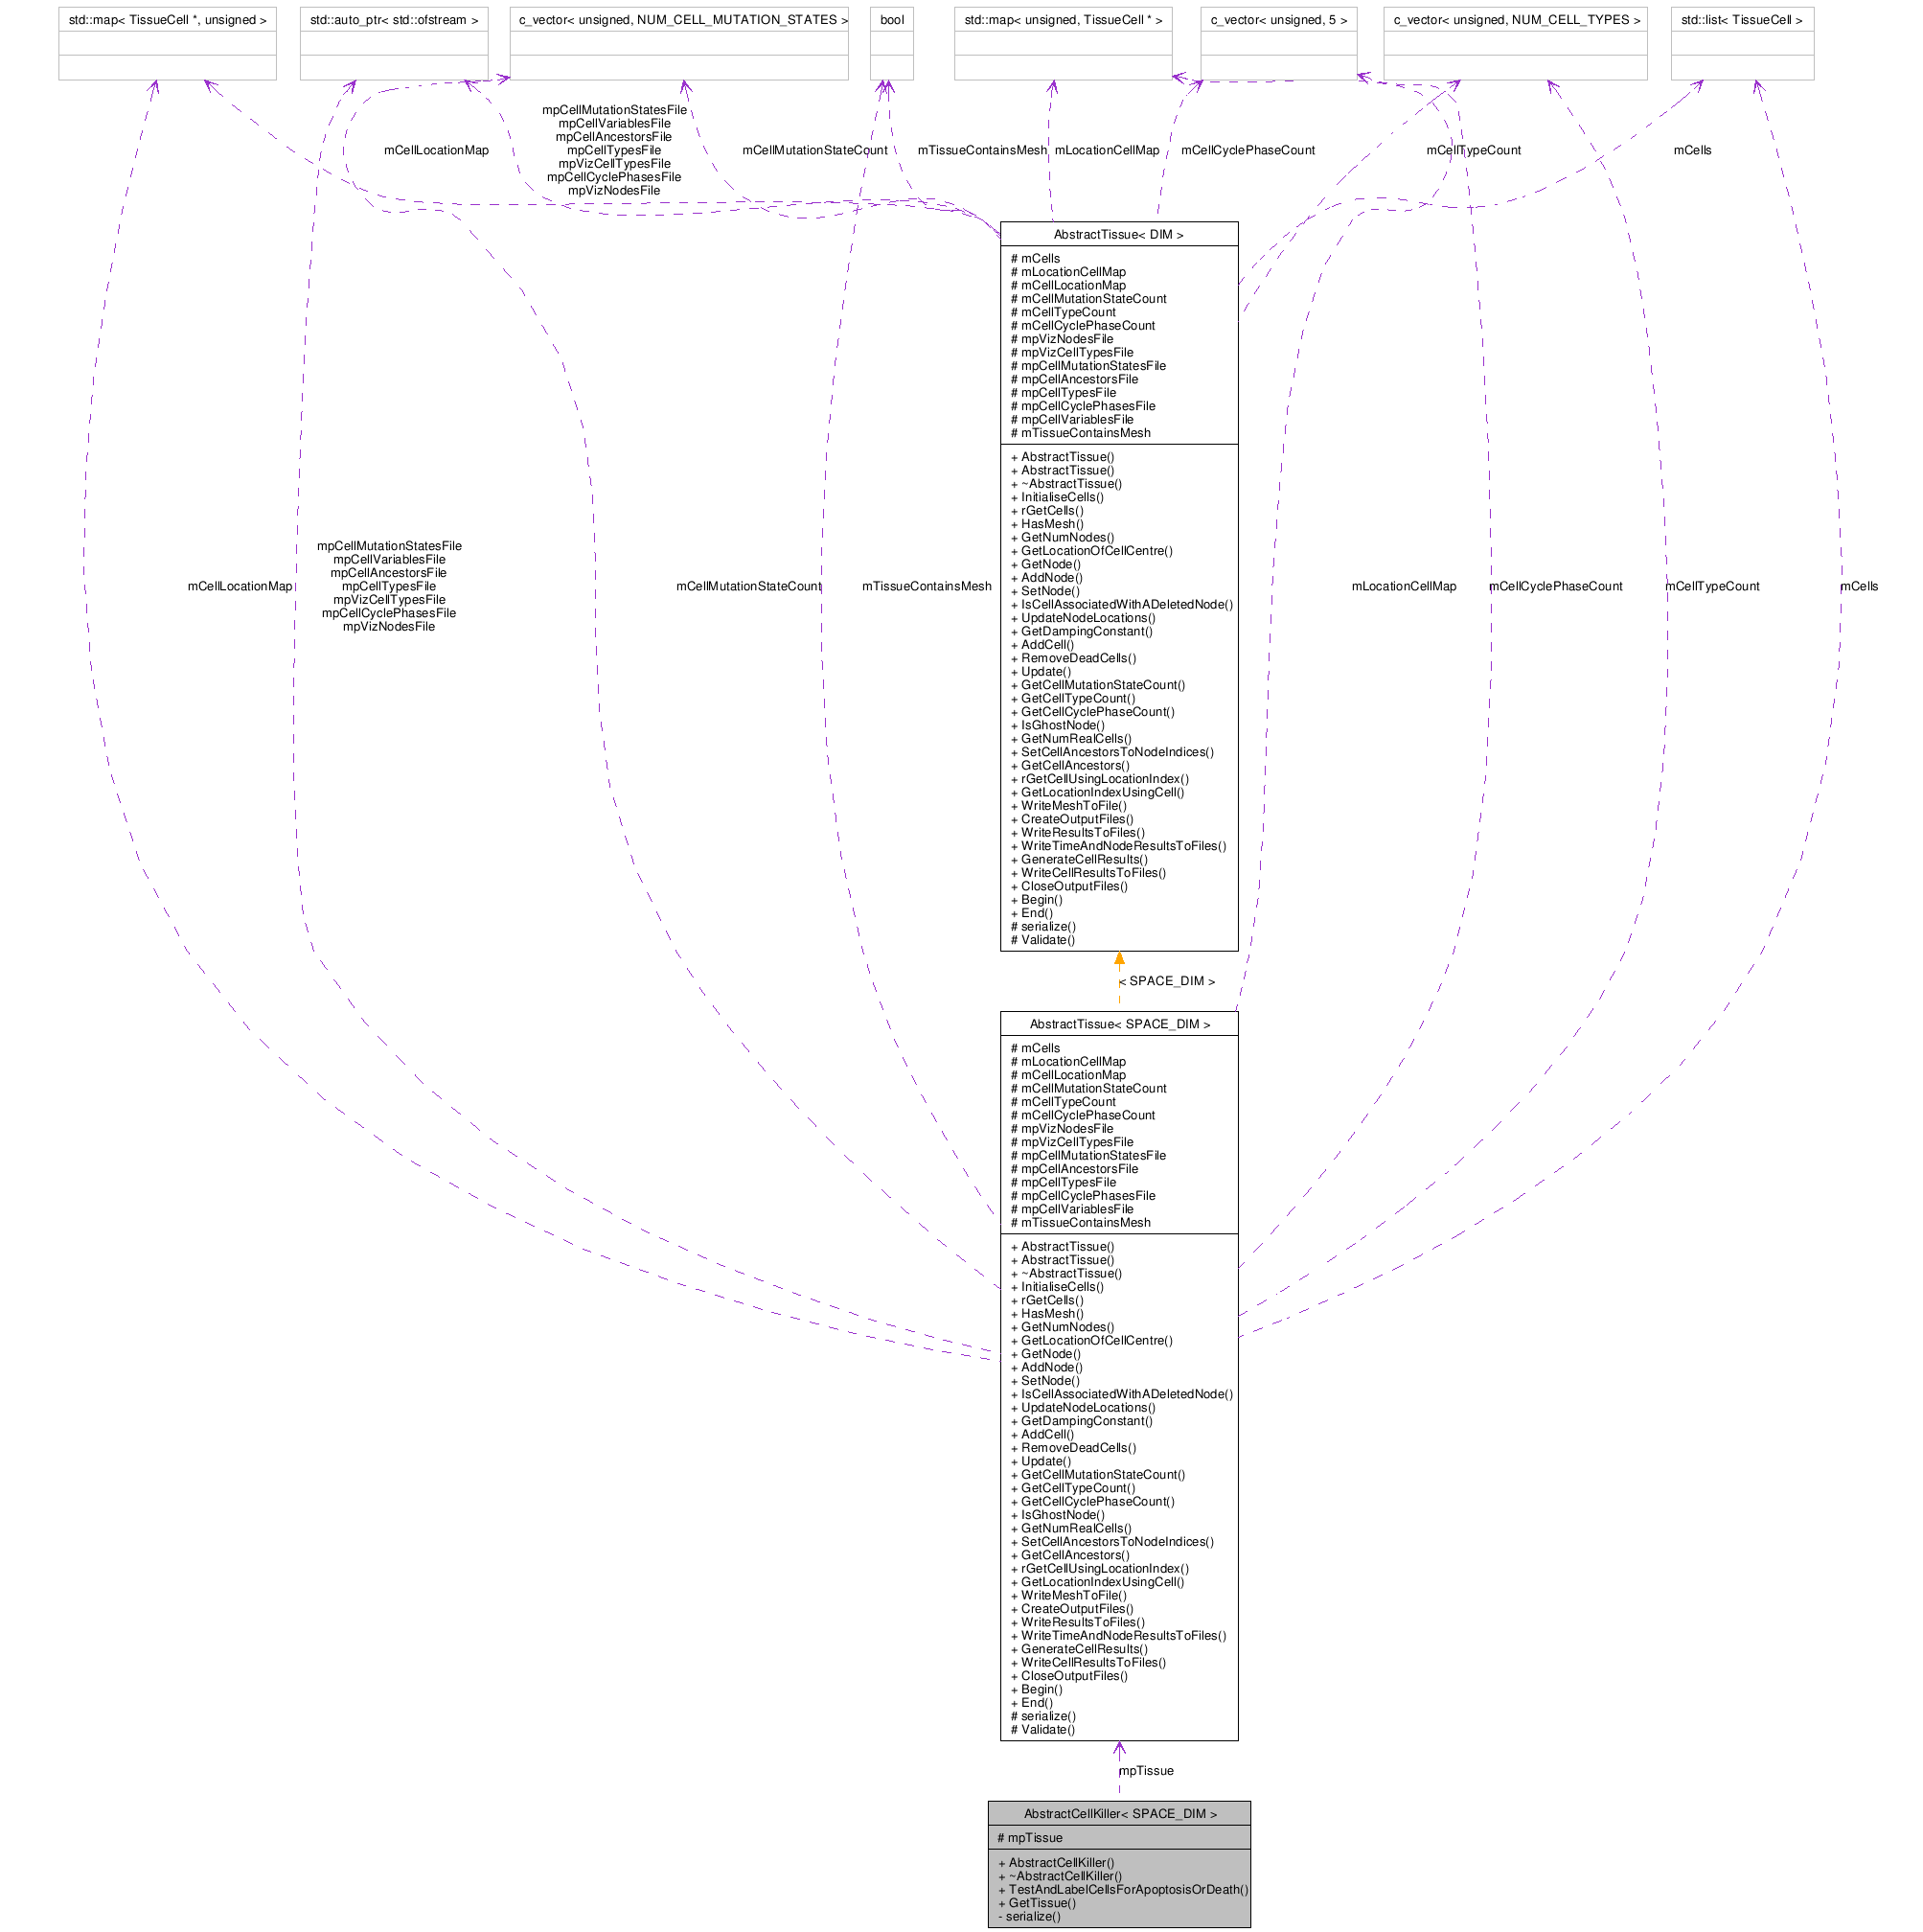 std::map< TissueCell *, unsigned >
std::auto_ptr< std::ofstream >
c_vector< unsigned, NUM_CELL_MUTATION_STATES >
bool
std::map< unsigned, TissueCell * >
c_vector< unsigned, 5 >
c_vector< unsigned, NUM_CELL_TYPES >
std::list< TissueCell >
mCellLocationMap
mpCellMutationStatesFile
mpCellVariablesFile
mpCellAncestorsFile
mpCellTypesFile
mpVizCellTypesFile
mpCellCyclePhasesFile
mpVizNodesFile
mCellMutationStateCount
mTissueContainsMesh
mLocationCellMap
mCellCyclePhaseCount
mCellTypeCount
mCells
AbstractTissue< DIM >
# mCells
# mLocationCellMap
# mCellLocationMap
# mCellMutationStateCount
# mCellTypeCount
# mCellCyclePhaseCount
# mpVizNodesFile
# mpVizCellTypesFile
# mpCellMutationStatesFile
# mpCellAncestorsFile
# mpCellTypesFile
# mpCellCyclePhasesFile
# mpCellVariablesFile
# mTissueContainsMesh
+ AbstractTissue()
+ AbstractTissue()
+ ~AbstractTissue()
+ InitialiseCells()
+ rGetCells()
+ HasMesh()
+ GetNumNodes()
+ GetLocationOfCellCentre()
+ GetNode()
+ AddNode()
+ SetNode()
+ IsCellAssociatedWithADeletedNode()
+ UpdateNodeLocations()
+ GetDampingConstant()
+ AddCell()
+ RemoveDeadCells()
+ Update()
+ GetCellMutationStateCount()
+ GetCellTypeCount()
+ GetCellCyclePhaseCount()
+ IsGhostNode()
+ GetNumRealCells()
+ SetCellAncestorsToNodeIndices()
+ GetCellAncestors()
+ rGetCellUsingLocationIndex()
+ GetLocationIndexUsingCell()
+ WriteMeshToFile()
+ CreateOutputFiles()
+ WriteResultsToFiles()
+ WriteTimeAndNodeResultsToFiles()
+ GenerateCellResults()
+ WriteCellResultsToFiles()
+ CloseOutputFiles()
+ Begin()
+ End()
# serialize()
# Validate()
mCellLocationMap
mpCellMutationStatesFile
mpCellVariablesFile
mpCellAncestorsFile
mpCellTypesFile
mpVizCellTypesFile
mpCellCyclePhasesFile
mpVizNodesFile
mCellMutationStateCount
mTissueContainsMesh
mLocationCellMap
mCellCyclePhaseCount
mCellTypeCount
mCells
< SPACE_DIM >
AbstractTissue< SPACE_DIM >
# mCells
# mLocationCellMap
# mCellLocationMap
# mCellMutationStateCount
# mCellTypeCount
# mCellCyclePhaseCount
# mpVizNodesFile
# mpVizCellTypesFile
# mpCellMutationStatesFile
# mpCellAncestorsFile
# mpCellTypesFile
# mpCellCyclePhasesFile
# mpCellVariablesFile
# mTissueContainsMesh
+ AbstractTissue()
+ AbstractTissue()
+ ~AbstractTissue()
+ InitialiseCells()
+ rGetCells()
+ HasMesh()
+ GetNumNodes()
+ GetLocationOfCellCentre()
+ GetNode()
+ AddNode()
+ SetNode()
+ IsCellAssociatedWithADeletedNode()
+ UpdateNodeLocations()
+ GetDampingConstant()
+ AddCell()
+ RemoveDeadCells()
+ Update()
+ GetCellMutationStateCount()
+ GetCellTypeCount()
+ GetCellCyclePhaseCount()
+ IsGhostNode()
+ GetNumRealCells()
+ SetCellAncestorsToNodeIndices()
+ GetCellAncestors()
+ rGetCellUsingLocationIndex()
+ GetLocationIndexUsingCell()
+ WriteMeshToFile()
+ CreateOutputFiles()
+ WriteResultsToFiles()
+ WriteTimeAndNodeResultsToFiles()
+ GenerateCellResults()
+ WriteCellResultsToFiles()
+ CloseOutputFiles()
+ Begin()
+ End()
# serialize()
# Validate()
mpTissue
AbstractCellKiller< SPACE_DIM >
# mpTissue
+ AbstractCellKiller()
+ ~AbstractCellKiller()
+ TestAndLabelCellsForApoptosisOrDeath()
+ GetTissue()
- serialize()